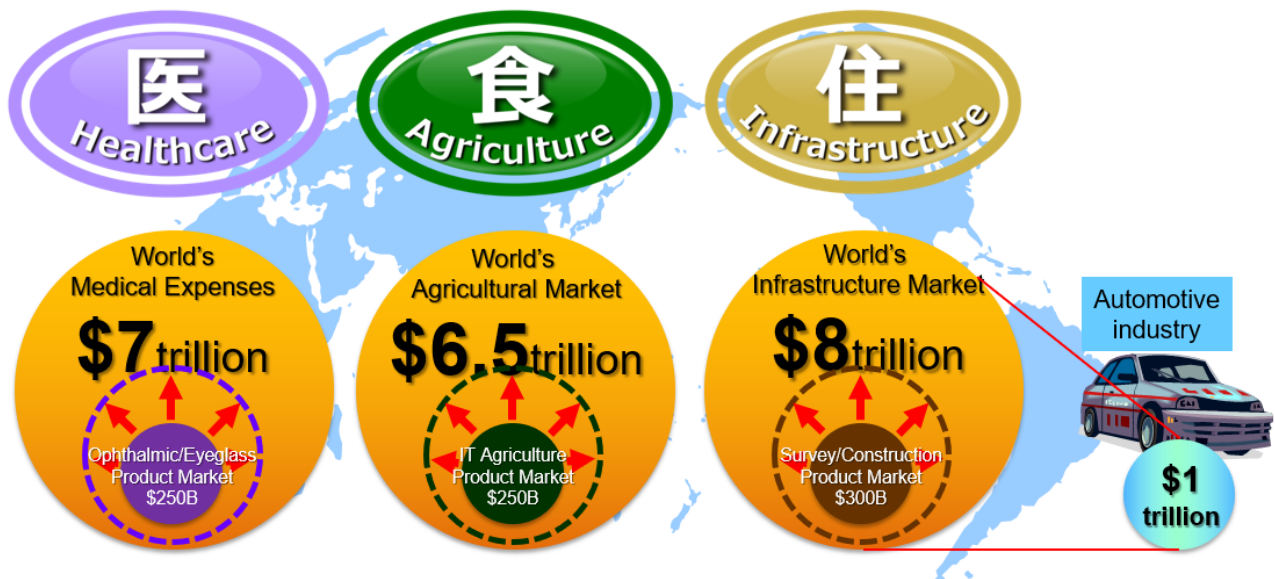 医
Healthcare
食
Agriculture
住
Infrastructure
World's
Medical Expenses
$7trillion
Ophthalmic/Eyeglass
Product Market
$250B
World's
Agricultural Market
$6.5trillion
IT Agriculture
Product Market
$250B
World's
Infrastructure Market
$8trillion
Survey/Construction
Product Market
$300B
Automotive
industry
$1
trillion